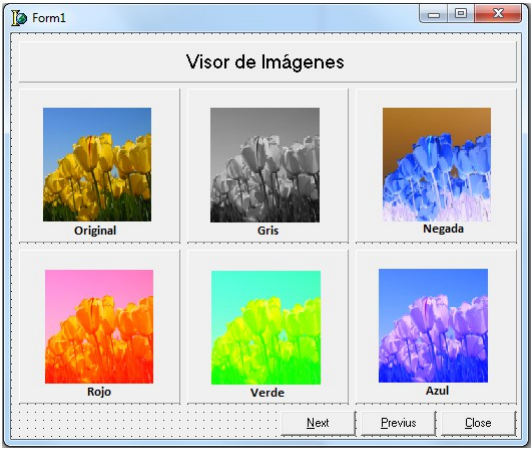 Form1
Visor de Imágenes
Original
Gris
Negada
Rojo
Verde
Azul
Next
Previus
Close